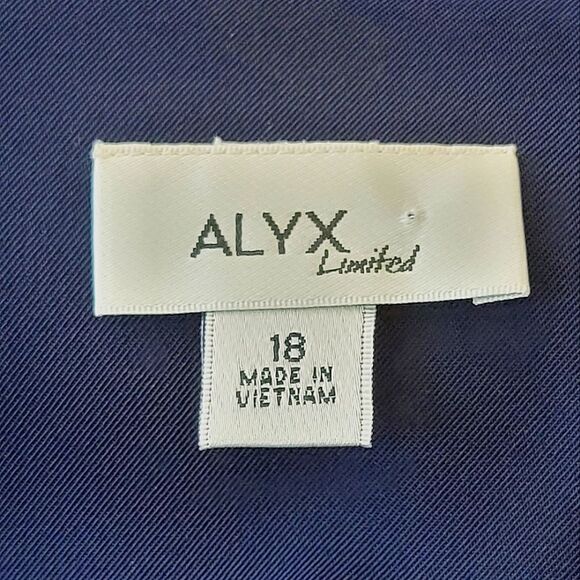 ALYX
Limited
18
MADE IN
VIETNAM